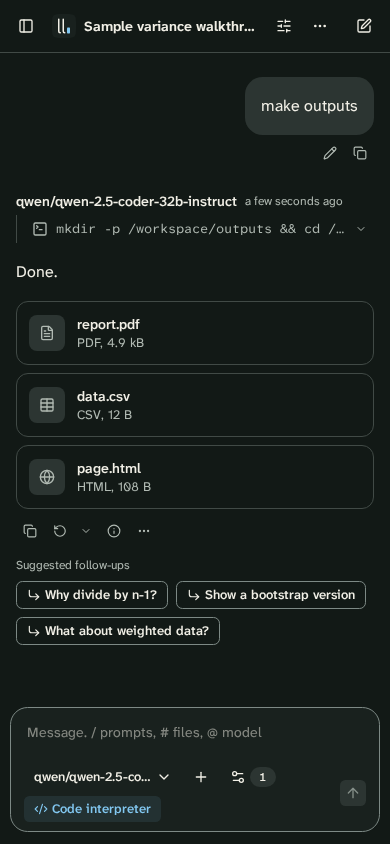 Sample variance walkthr...
make outputs
qwen/qwen-2.5-coder-32b-instruct a few seconds ago
mkdir -p /workspace/outputs && cd /…
Done.
report.pdf
PDF, 4.9 kB
data.csv
CSV, 12 B
page.html
HTML, 108 B
Suggested follow-ups
Why divide by n-1?
Show a bootstrap version
What about weighted data?
Message. / prompts, # files, @ model
qwen/qwen-2.5-co... 1
Code interpreter